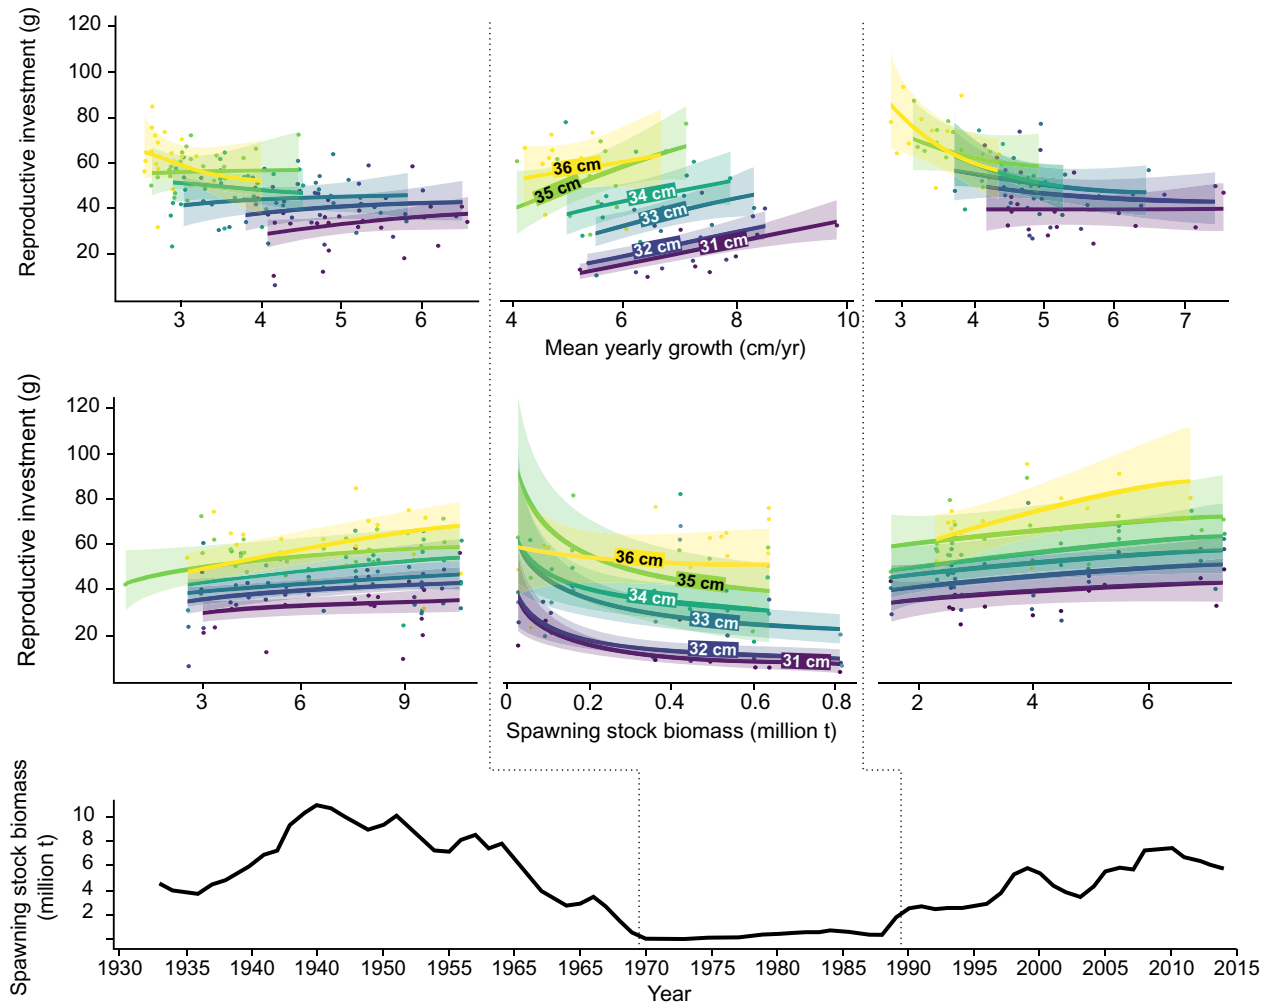 Reproductive investment (g)
120
100
80
60
40
20
36 cm
35 cm
34 cm
33 cm
32 cm
31 cm
3 4 5 6
4 6 8 10
3 4 5 6 7
Mean yearly growth (cm/yr)
Reproductive investment (g)
120
100
80
60
40
20
36 cm
35 cm
34 cm
33 cm
32 cm
31 cm
3 6 9
0 0.2 0.4 0.6 0.8
2 4 6
Spawning stock biomass (million t)
Spawning stock biomass
(million t)
10
8
6
4
2
1930 1935 1940 1940 1950 1955 1965 1965 1970 1975 1980 1985 1990 1995 2000 2005 2010 2015
Year